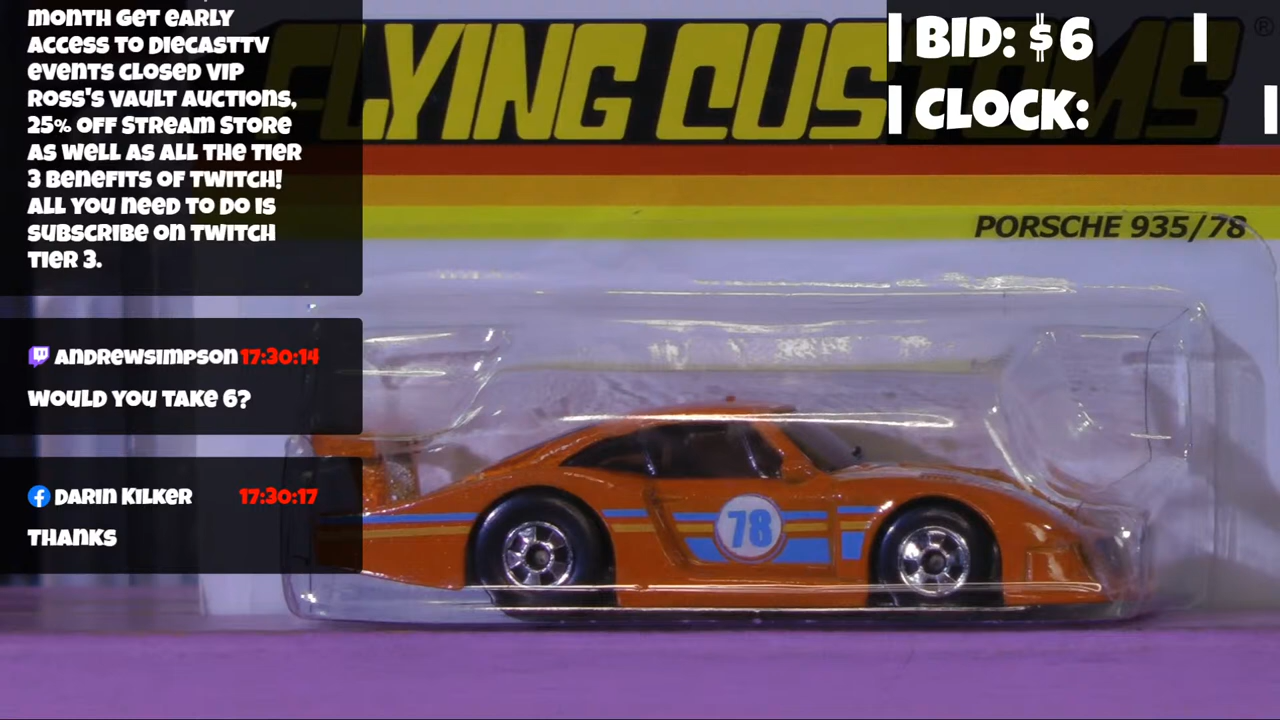 MONTH GET EARLY
ACCESS TO DIECASTTV
EVENTS CLOSED VIP
ROSS'S VAULT AUCTIONS,
25% OFF STREAM STORE
AS WELL AS ALL THE TIER
3 BENEFITS OF TWITCH!
ALL YOU NEED TO DO IS
SUBSCRIBE ON TWITCH
TIER 3.
ANDREWSIMPSON 17:30:14
WOULD YOU TAKE 6?
DARIN KILKER 17:30:17
THANKS
FLYING CUSTOMS ®
| BID: $6 |
| CLOCK: |
PORSCHE 935/78
78